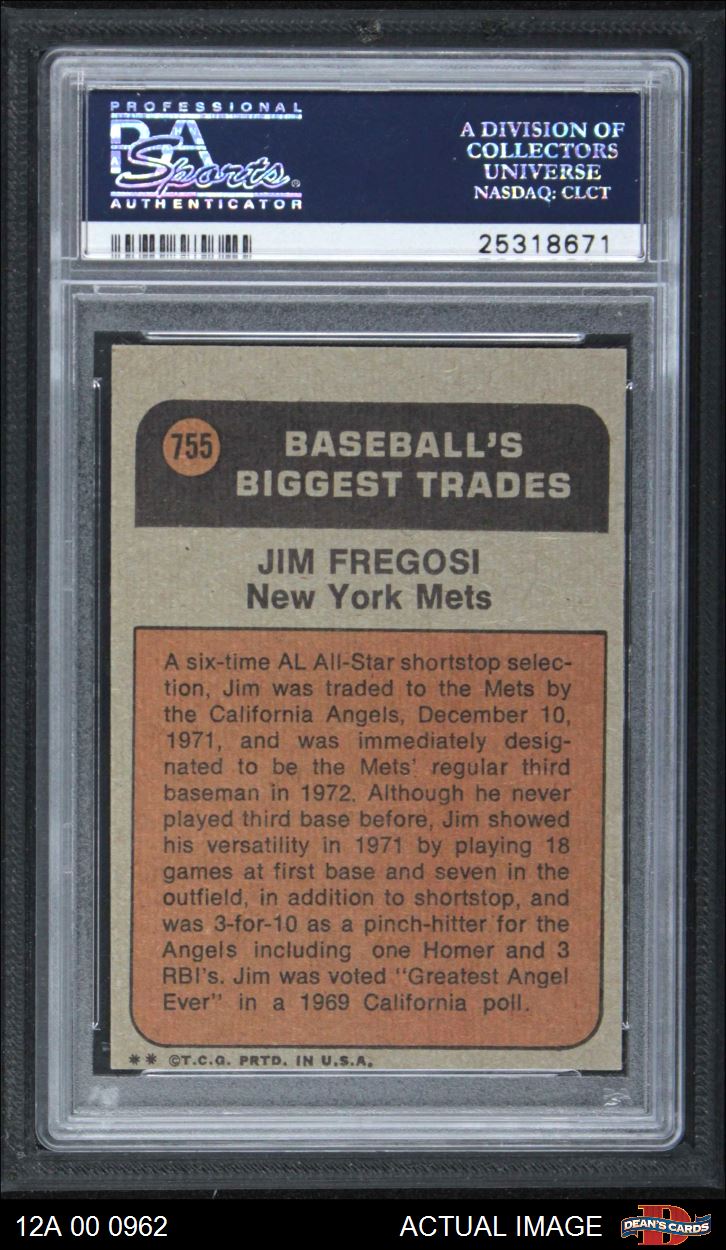 PROFESSIONAL
PSA
Sports
AUTHENTICATOR
A DIVISION OF
COLLECTORS
UNIVERSE
NASDAQ: CLCT
25318671
755
BASEBALL'S
BIGGEST TRADES
JIM FREGOSI
New York Mets
A six-time AL All-Star shortstop selec-
tion, Jim was traded to the Mets by
the California Angels, December 10,
1971, and was immediately desig-
nated to be the Mets' regular third
baseman in 1972. Although he never
played third base before, Jim showed
his versatility in 1971 by playing 18
games at first base and seven in the
outfield, in addition to shortstop, and
was 3-for-10 as a pinch-hitter for the
Angels including one Homer and 3
RBI's. Jim was voted "Greatest Angel
Ever" in a 1969 California poll.
** ©T.C.G. PRTD. IN U.S.A.
12A 00 0962
ACTUAL IMAGE
DEAN'S CARDS